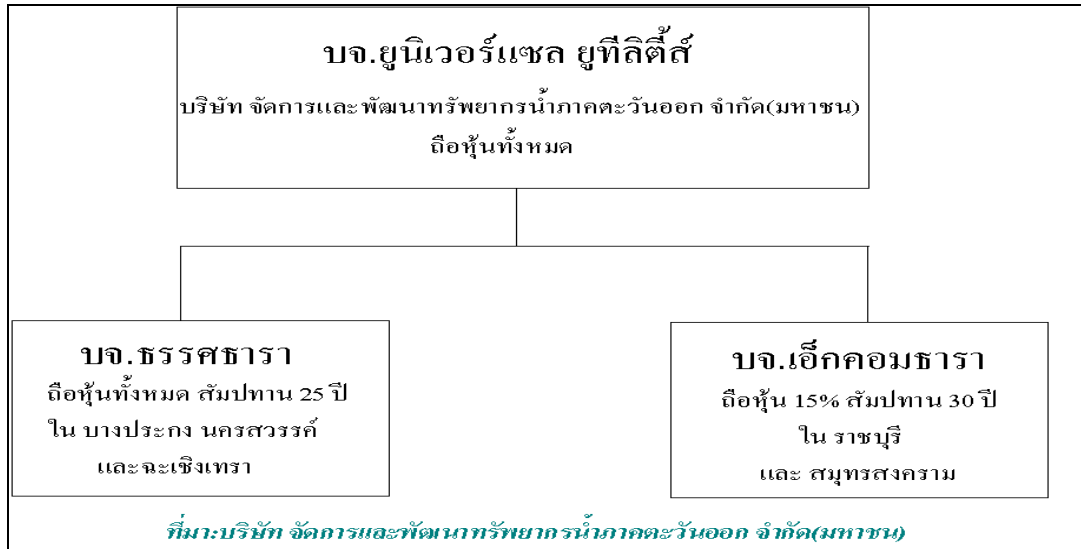 บจ.ยูนิเวอร์แซล ยูทีลิตี้ส์
บริษัท จัดการและพัฒนาทรัพยากรน้ำภาคตะวันออก จำกัด(มหาชน)
ถือหุ้นทั้งหมด
บจ.ธรรศธารา
ถือหุ้นทั้งหมด สัมปทาน 25 ปี
ใน บางประกง นครสวรรค์
และฉะเชิงเทรา
บจ.เอ็กคอมธารา
ถือหุ้น 15% สัมปทาน 30 ปี
ใน ราชบุรี
และ สมุทรสงคราม
ที่มา:บริษัท จัดการและพัฒนาทรัพยากรน้ำภาคตะวันออก จำกัด(มหาชน)